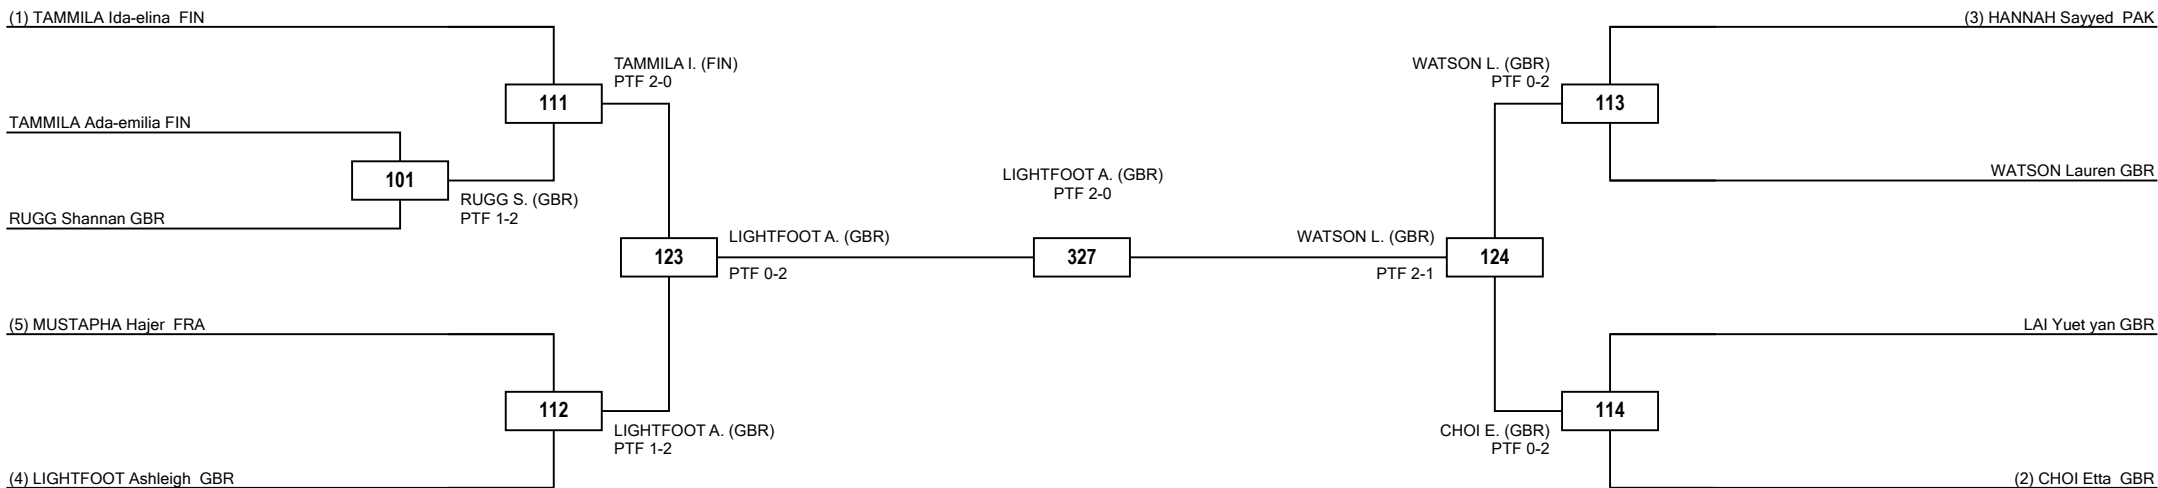 (1) TAMMILA Ida-elina  FIN
(3) HANNAH Sayyed  PAK
TAMMILA I. (FIN)
PTF 2-0
WATSON L. (GBR)
PTF 0-2
111
113
TAMMILA Ada-emilia FIN
101
RUGG S. (GBR)
PTF 1-2
LIGHTFOOT A. (GBR)
PTF 2-0
WATSON Lauren GBR
RUGG Shannan GBR
123
LIGHTFOOT A. (GBR)
PTF 0-2
327
WATSON L. (GBR)
PTF 2-1
124
(5) MUSTAPHA Hajer  FRA
LAI Yuet yan GBR
112
114
LIGHTFOOT A. (GBR)
PTF 1-2
CHOI E. (GBR)
PTF 0-2
(4) LIGHTFOOT Ashleigh  GBR
(2) CHOI Etta  GBR